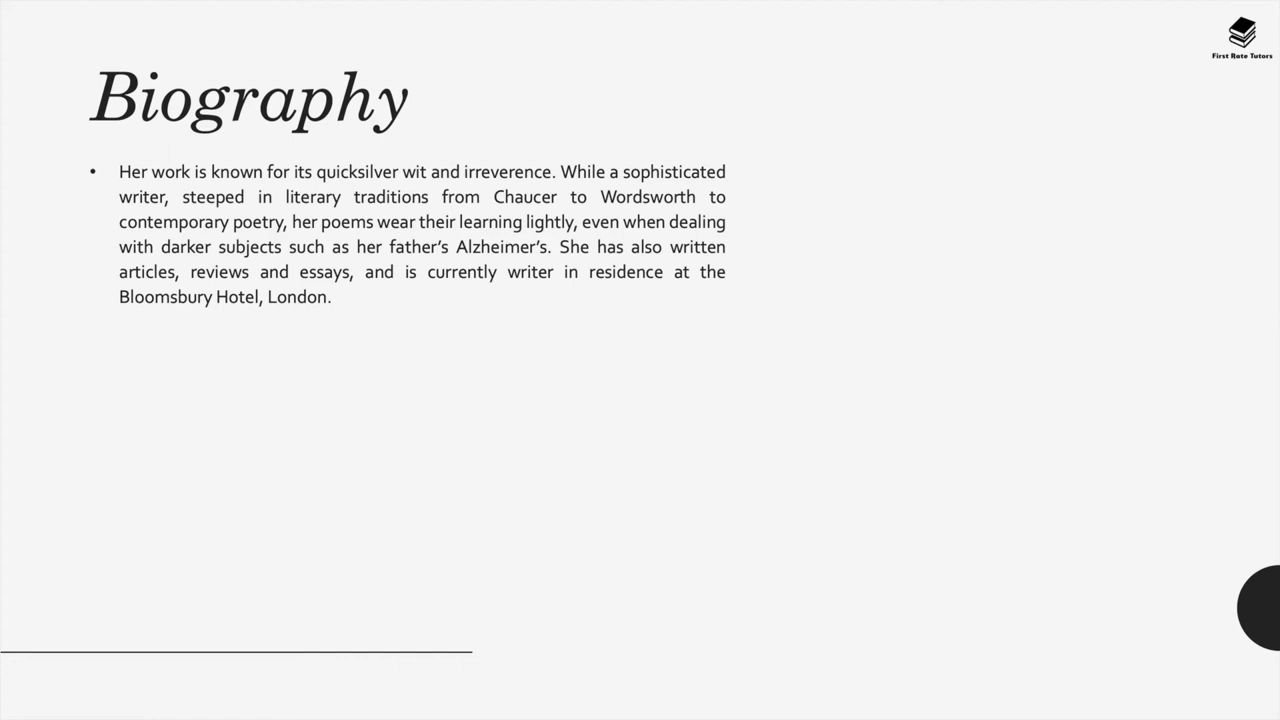 First Rate Tutors
Biography
• Her work is known for its quicksilver wit and irreverence. While a sophisticated
writer, steeped in literary traditions from Chaucer to Wordsworth to
contemporary poetry, her poems wear their learning lightly, even when dealing
with darker subjects such as her father’s Alzheimer’s. She has also written
articles, reviews and essays, and is currently writer in residence at the
Bloomsbury Hotel, London.